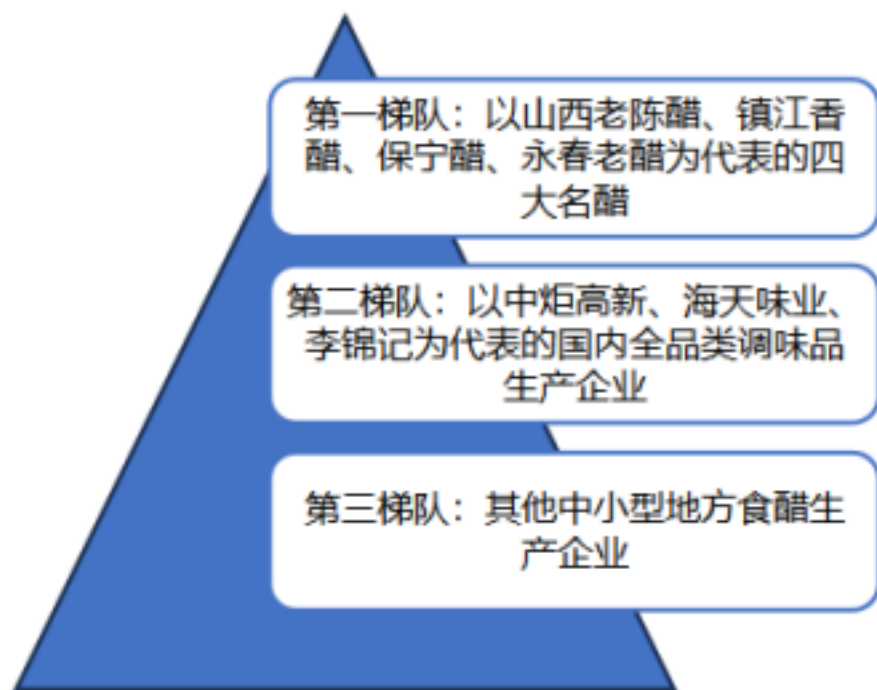 第一梯队：以山西老陈醋、镇江香
醋、保宁醋、永春老醋为代表的四
大名醋
第二梯队：以中炬高新、海天味业、
李锦记为代表的国内全品类调味品
生产企业
第三梯队：其他中小型地方食醋生
产企业